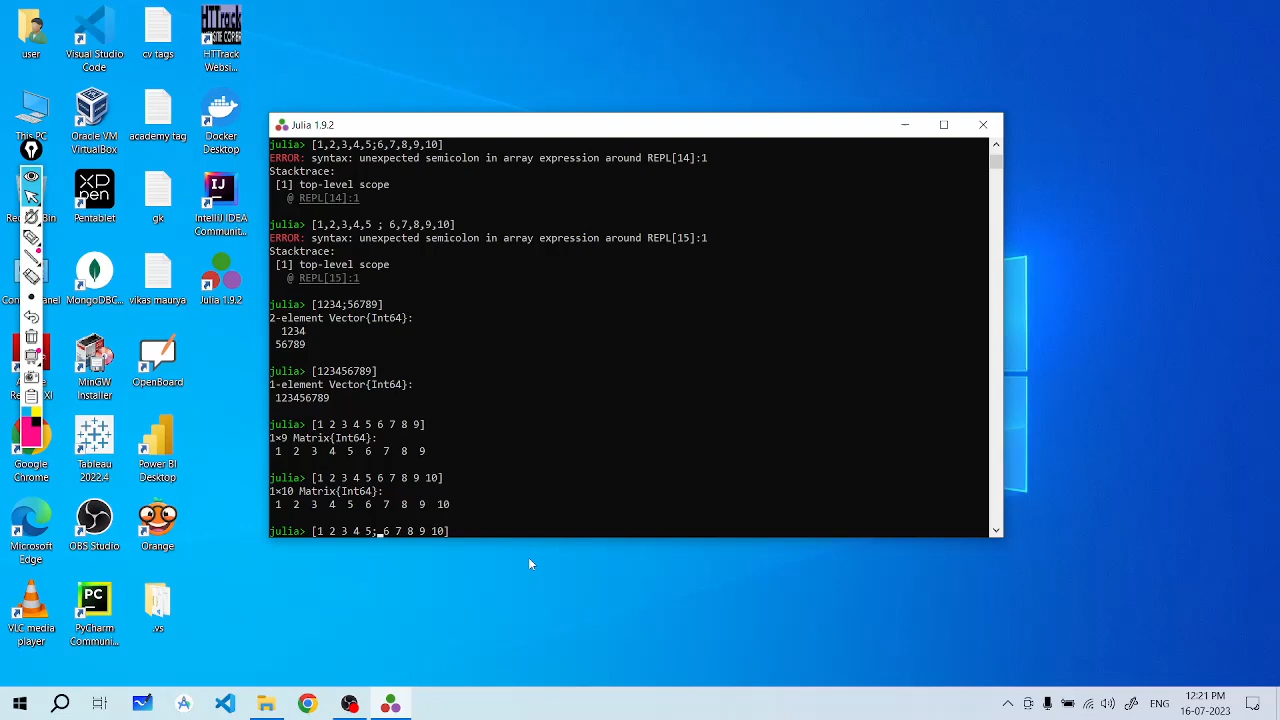 user
Visual Studio
Code
cv tags
HTTrack
HTTrack
Websi...
This PC
Oracle VM
VirtualBox
academy tag
Docker
Desktop
XP
PEN
Pentablet
gk
IJ
IntelliJ IDEA
Communit...
MongoDBC...
vikas maurya
Julia 1.9.2
MinGW
Installer
OpenBoard
Google
Chrome
Tableau
2022.4
Power BI
Desktop
Microsoft
Edge
OBS Studio
Orange
VLC media
player
PC
PyCharm
Communi...
.vs
Julia 1.9.2
julia> [1,2,3,4,5;6,7,8,9,10]
ERROR: syntax: unexpected semicolon in array expression around REPL[14]:1
Stacktrace:
[1] top-level scope
@ REPL[14]:1
julia> [1,2,3,4,5 ; 6,7,8,9,10]
ERROR: syntax: unexpected semicolon in array expression around REPL[15]:1
Stacktrace:
[1] top-level scope
@ REPL[15]:1
julia> [1234;56789]
2-element Vector{Int64}:
1234
56789
julia> [123456789]
1-element Vector{Int64}:
123456789
julia> [1 2 3 4 5 6 7 8 9]
1×9 Matrix{Int64}:
1 2 3 4 5 6 7 8 9
julia> [1 2 3 4 5 6 7 8 9 10]
1×10 Matrix{Int64}:
1 2 3 4 5 6 7 8 9 10
julia> [1 2 3 4 5; 6 7 8 9 10]
ENG
12:21 PM
16-07-2023